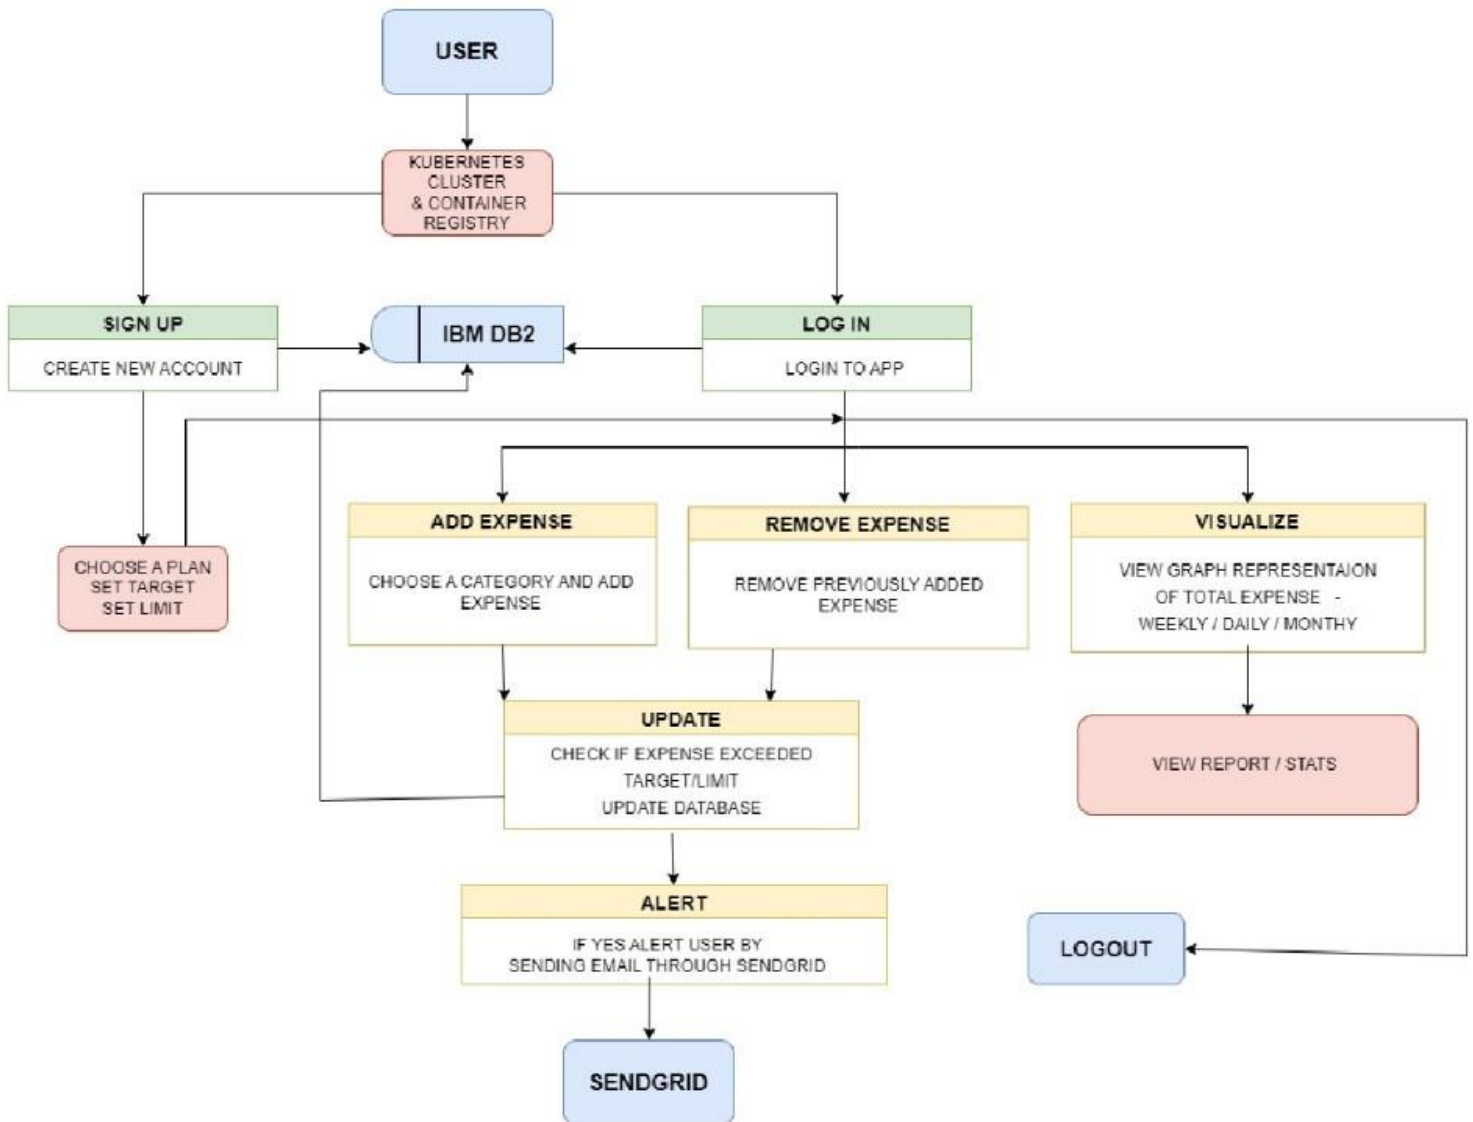 USER
KUBERNETES
CLUSTER
& CONTAINER
REGISTRY
SIGN UP
CREATE NEW ACCOUNT
IBM DB2
LOG IN
LOGIN TO APP
CHOOSE A PLAN
SET TARGET
SET LIMIT
ADD EXPENSE
CHOOSE A CATEGORY AND ADD
EXPENSE
REMOVE EXPENSE
REMOVE PREVIOUSLY ADDED
EXPENSE
VISUALIZE
VIEW GRAPH REPRESENTAION
OF TOTAL EXPENSE -
WEEKLY / DAILY / MONTHY
UPDATE
CHECK IF EXPENSE EXCEEDED
TARGET/LIMIT
UPDATE DATABASE
VIEW REPORT / STATS
ALERT
IF YES ALERT USER BY
SENDING EMAIL THROUGH SENDGRID
LOGOUT
SENDGRID